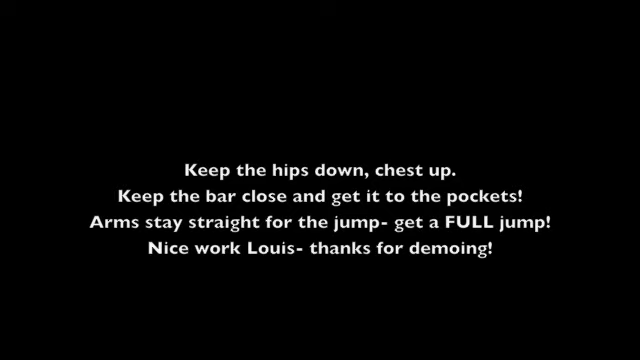 Keep the hips down, chest up.
Keep the bar close and get it to the pockets!
Arms stay straight for the jump- get a FULL jump!
Nice work Louis- thanks for demoing!